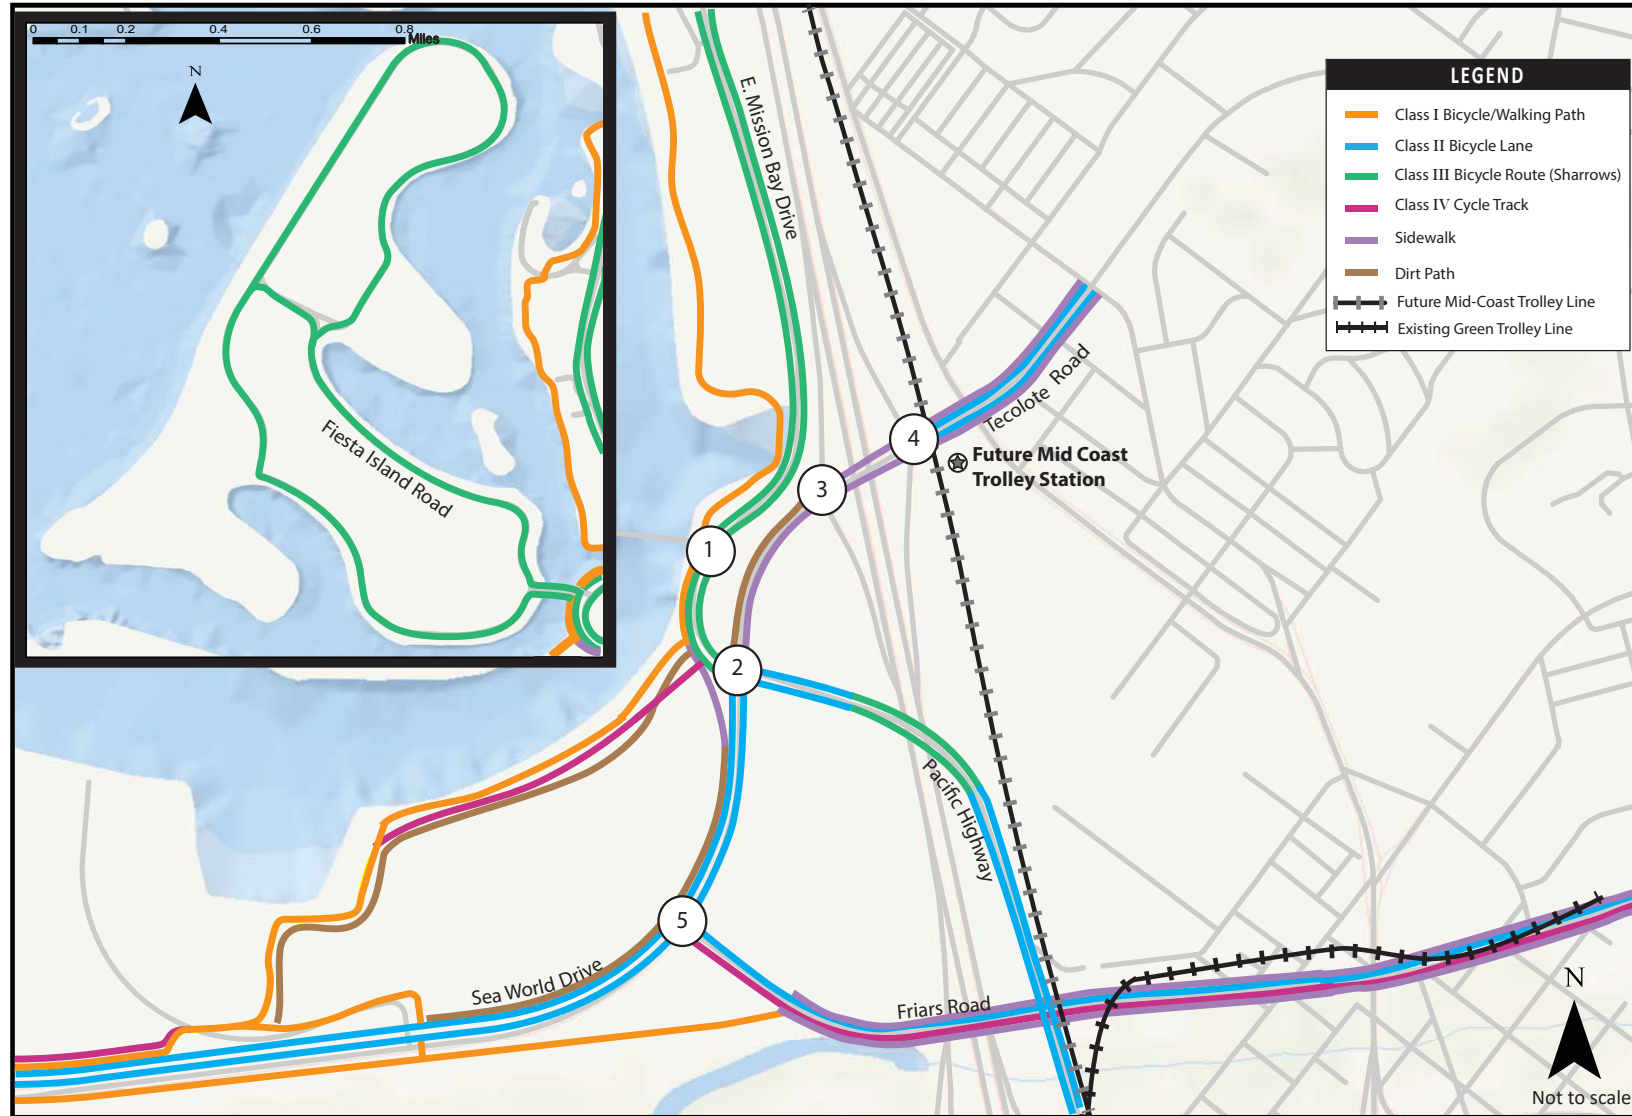 0 0.1 0.2 0.4 0.6 0.8 Miles
N
Fiesta Island Road
E. Mission Bay Drive
LEGEND
Class I Bicycle/Walking Path
Class II Bicycle Lane
Class III Bicycle Route (Sharrows)
Class IV Cycle Track
Sidewalk
Dirt Path
Future Mid-Coast Trolley Line
Existing Green Trolley Line
Tecolote Road
4
Future Mid Coast
Trolley Station
3
1
2
Pacific Highway
5
Sea World Drive
Friars Road
N
Not to scale